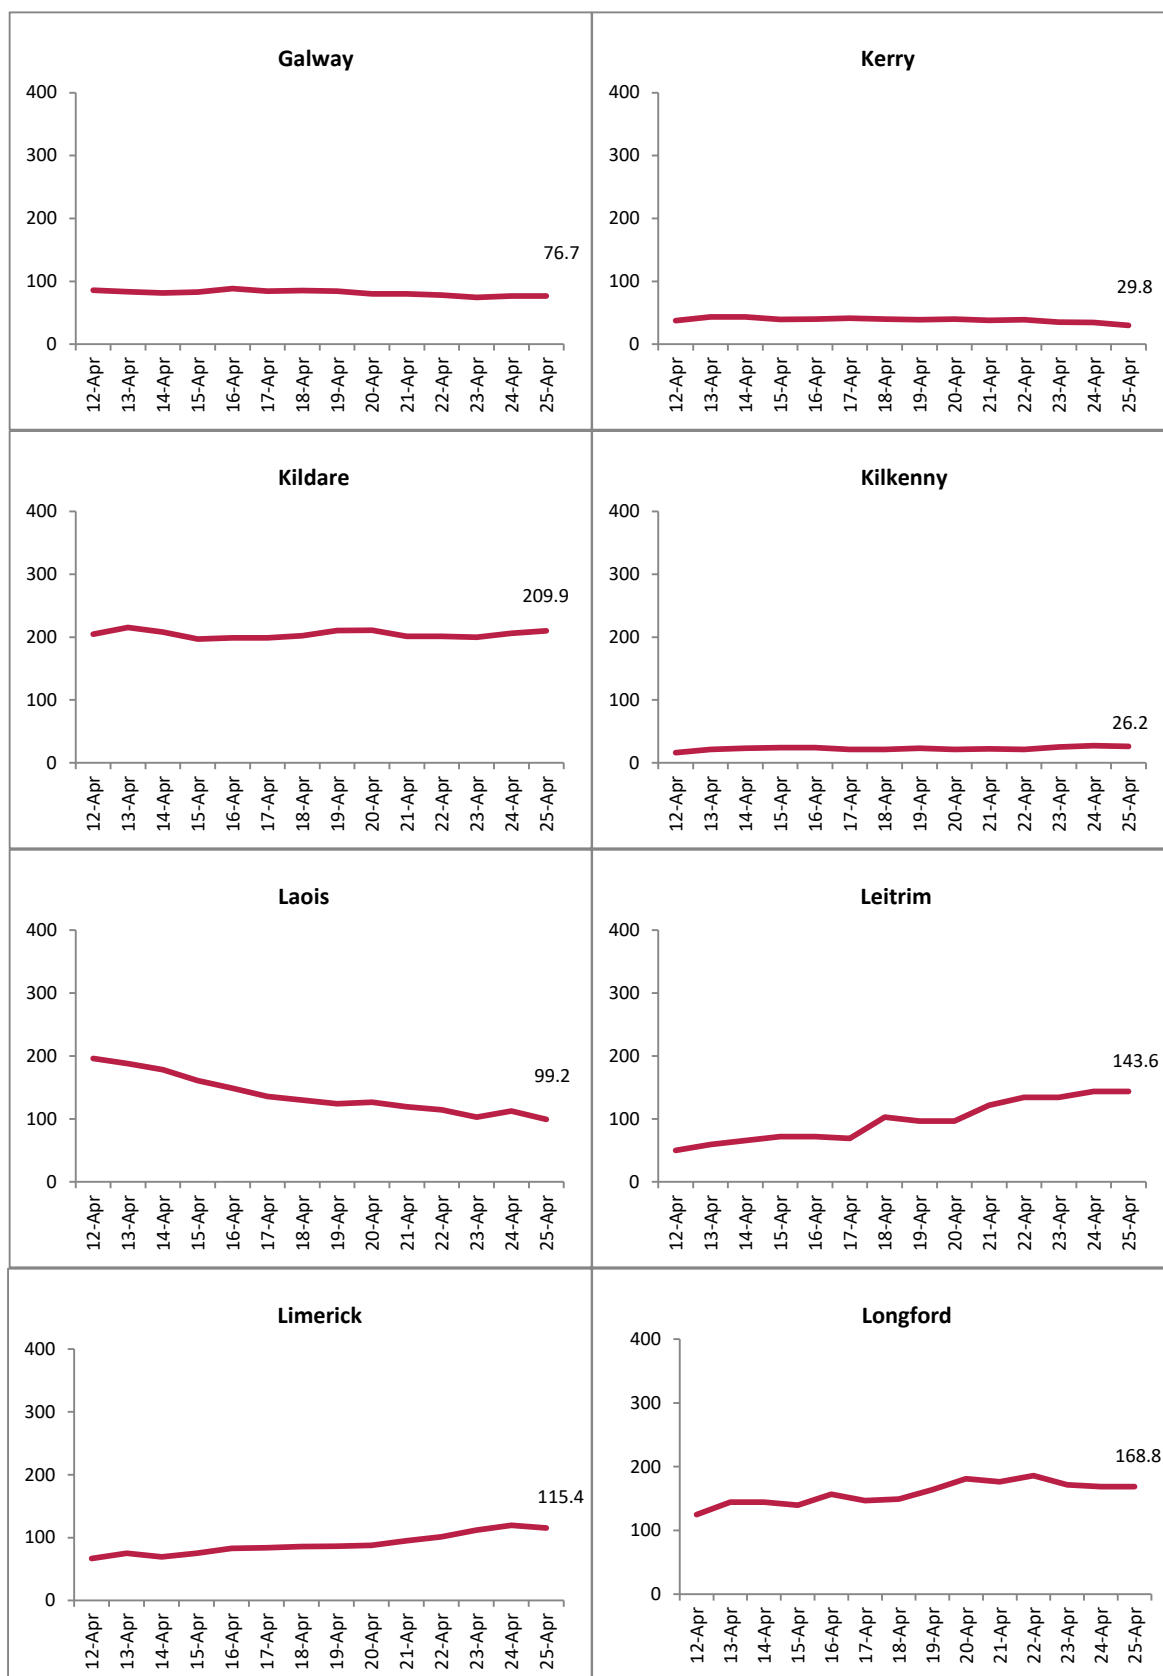 Galway
400
300
200
100
0
76.7
12-Apr
13-Apr
14-Apr
15-Apr
16-Apr
17-Apr
18-Apr
19-Apr
20-Apr
21-Apr
22-Apr
23-Apr
24-Apr
25-Apr
Kerry
400
300
200
100
0
29.8
12-Apr
13-Apr
14-Apr
15-Apr
16-Apr
17-Apr
18-Apr
19-Apr
20-Apr
21-Apr
22-Apr
23-Apr
24-Apr
25-Apr
Kildare
400
300
200
100
0
209.9
12-Apr
13-Apr
14-Apr
15-Apr
16-Apr
17-Apr
18-Apr
19-Apr
20-Apr
21-Apr
22-Apr
23-Apr
24-Apr
25-Apr
Kilkenny
400
300
200
100
0
26.2
12-Apr
13-Apr
14-Apr
15-Apr
16-Apr
17-Apr
18-Apr
19-Apr
20-Apr
21-Apr
22-Apr
23-Apr
24-Apr
25-Apr
Laois
400
300
200
100
0
99.2
12-Apr
13-Apr
14-Apr
15-Apr
16-Apr
17-Apr
18-Apr
19-Apr
20-Apr
21-Apr
22-Apr
23-Apr
24-Apr
25-Apr
Leitrim
400
300
200
100
0
143.6
12-Apr
13-Apr
14-Apr
15-Apr
16-Apr
17-Apr
18-Apr
19-Apr
20-Apr
21-Apr
22-Apr
23-Apr
24-Apr
25-Apr
Limerick
400
300
200
100
0
115.4
12-Apr
13-Apr
14-Apr
15-Apr
16-Apr
17-Apr
18-Apr
19-Apr
20-Apr
21-Apr
22-Apr
23-Apr
24-Apr
25-Apr
Longford
400
300
200
100
0
168.8
12-Apr
13-Apr
14-Apr
15-Apr
16-Apr
17-Apr
18-Apr
19-Apr
20-Apr
21-Apr
22-Apr
23-Apr
24-Apr
25-Apr